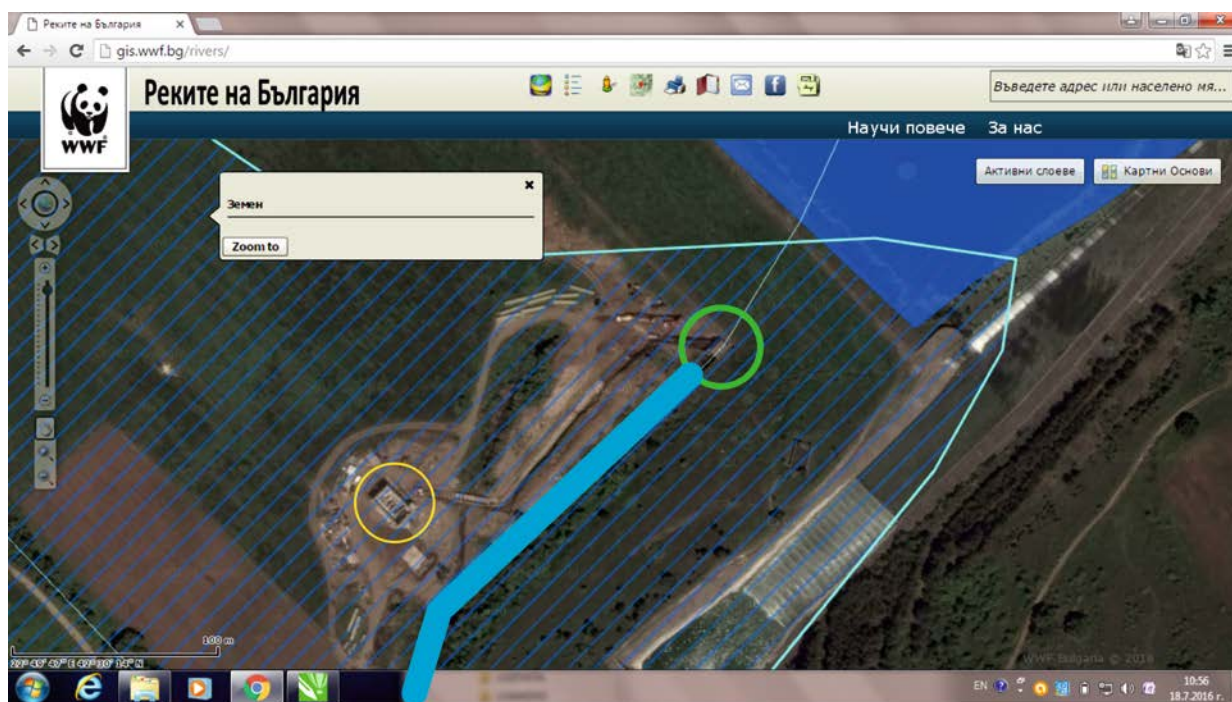 Реките на България
gis.wwf.bg/rivers/
WWF
Реките на България
Въведете адрес или населено мя...
Научи повече За нас
Активни слоеве
Картни Основи
Земен
Zoom to
100 m
WWF Bulgaria © 2016
EN
10:56
18.7.2016 г.